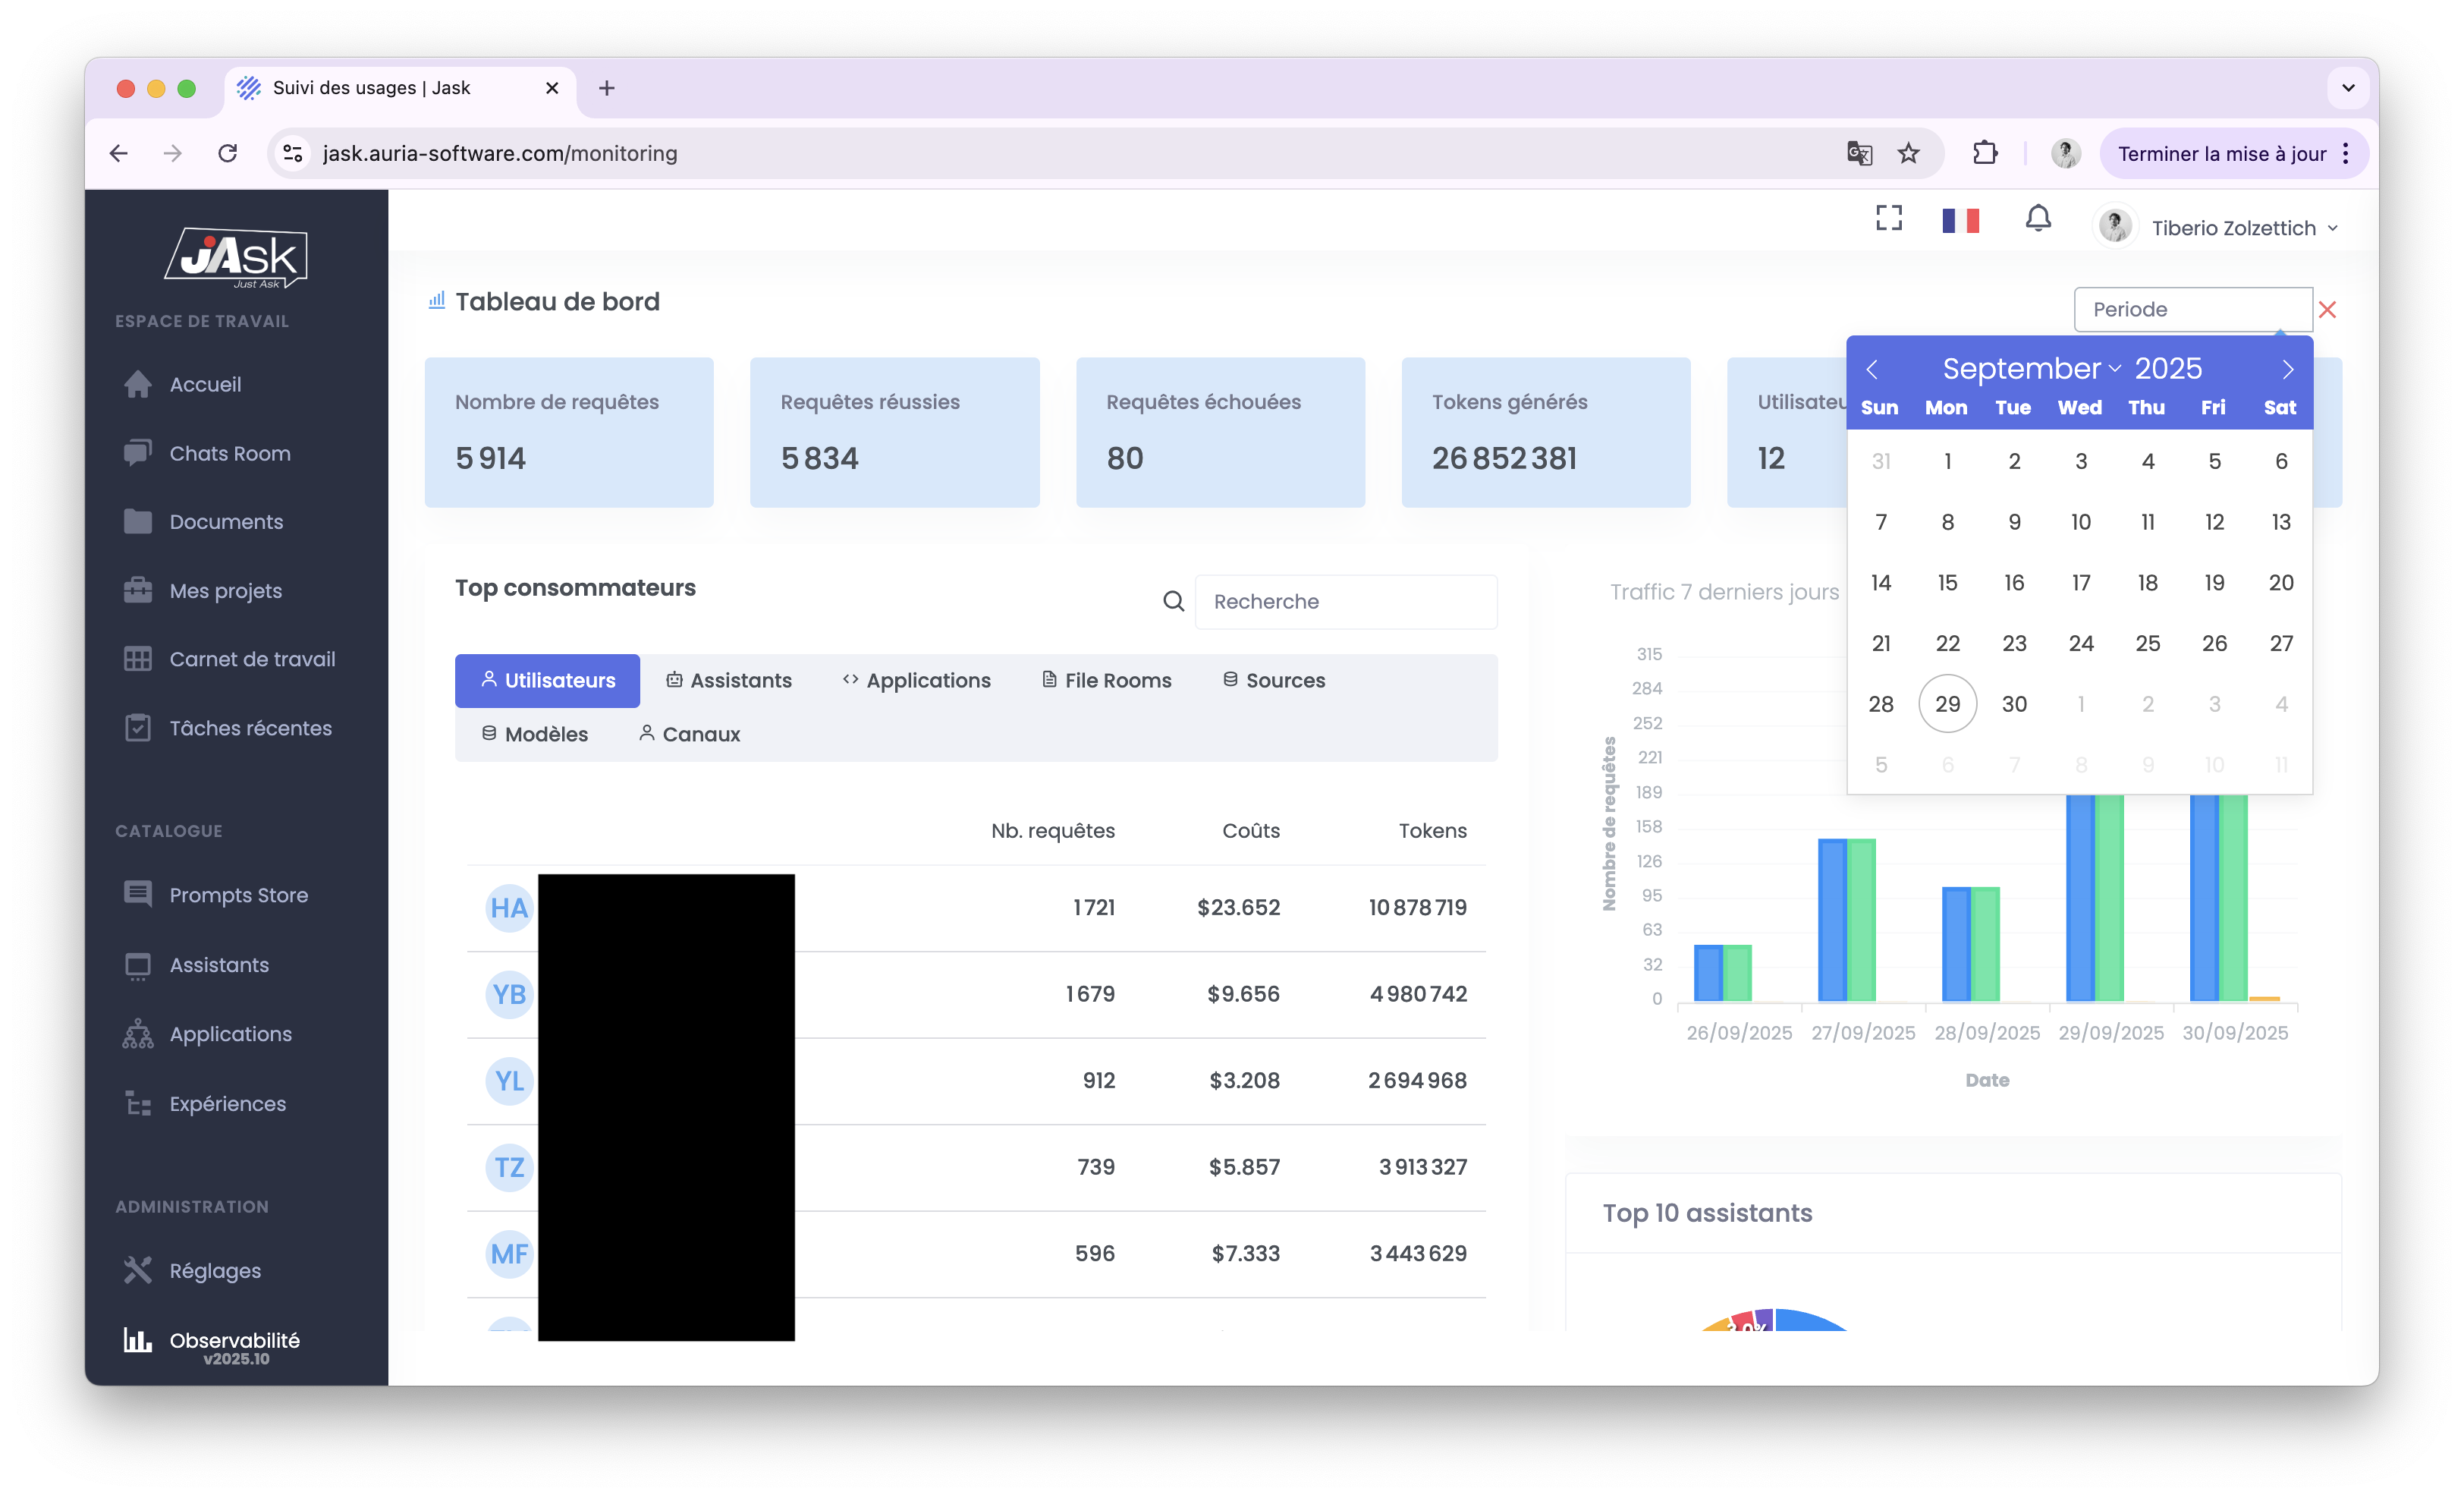 Suivi des usages | Jask
jask.auria-software.com/monitoring
Terminer la mise à jour
jAsk
Just Ask
Tiberio Zolzettich
ESPACE DE TRAVAIL
Accueil
Chats Room
Documents
Mes projets
Carnet de travail
Tâches récentes
CATALOGUE
Prompts Store
Assistants
Applications
Expériences
ADMINISTRATION
Réglages
Observabilité
v2025.10
Tableau de bord
Periode
Nombre de requêtes
5 914
Requêtes réussies
5 834
Requêtes échouées
80
Tokens générés
26 852 381
Utilisateu
12
September 2025
Sun Mon Tue Wed Thu Fri Sat
31 1 2 3 4 5 6
7 8 9 10 11 12 13
14 15 16 17 18 19 20
21 22 23 24 25 26 27
28 29 30 1 2 3 4
5 6 7 8 9 10 11
Top consommateurs
Recherche
Utilisateurs Assistants Applications File Rooms Sources
Modèles Canaux
Nb. requêtes Coûts Tokens
HA 1 721 $23.652 10 878 719
YB 1 679 $9.656 4 980 742
YL 912 $3.208 2 694 968
TZ 739 $5.857 3 913 327
MF 596 $7.333 3 443 629
Traffic 7 derniers jours
Nombre de requêtes
315
284
252
221
189
158
126
95
63
32
0
26/09/2025 27/09/2025 28/09/2025 29/09/2025 30/09/2025
Date
Top 10 assistants